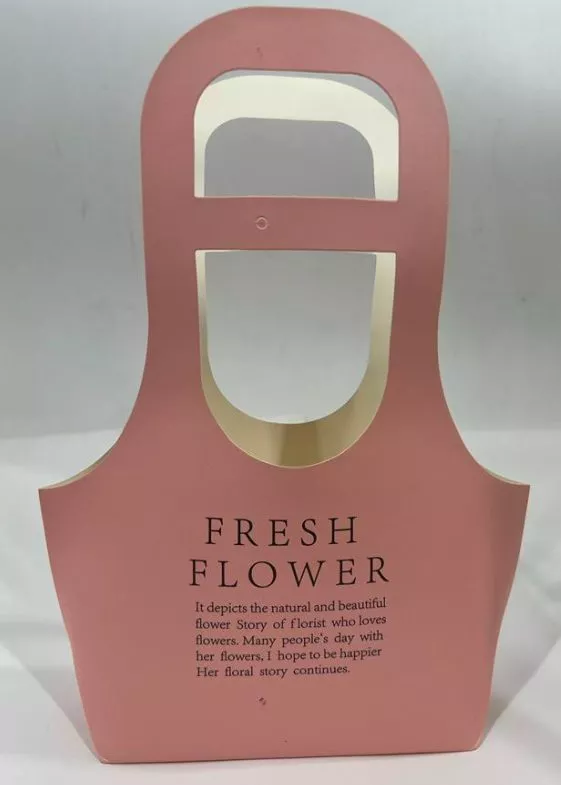 FRESH
FLOWER
It depicts the natural and beautiful
flower Story of florist who loves
flowers. Many people's day with
her flowers, I hope to be happier
Her floral story continues.